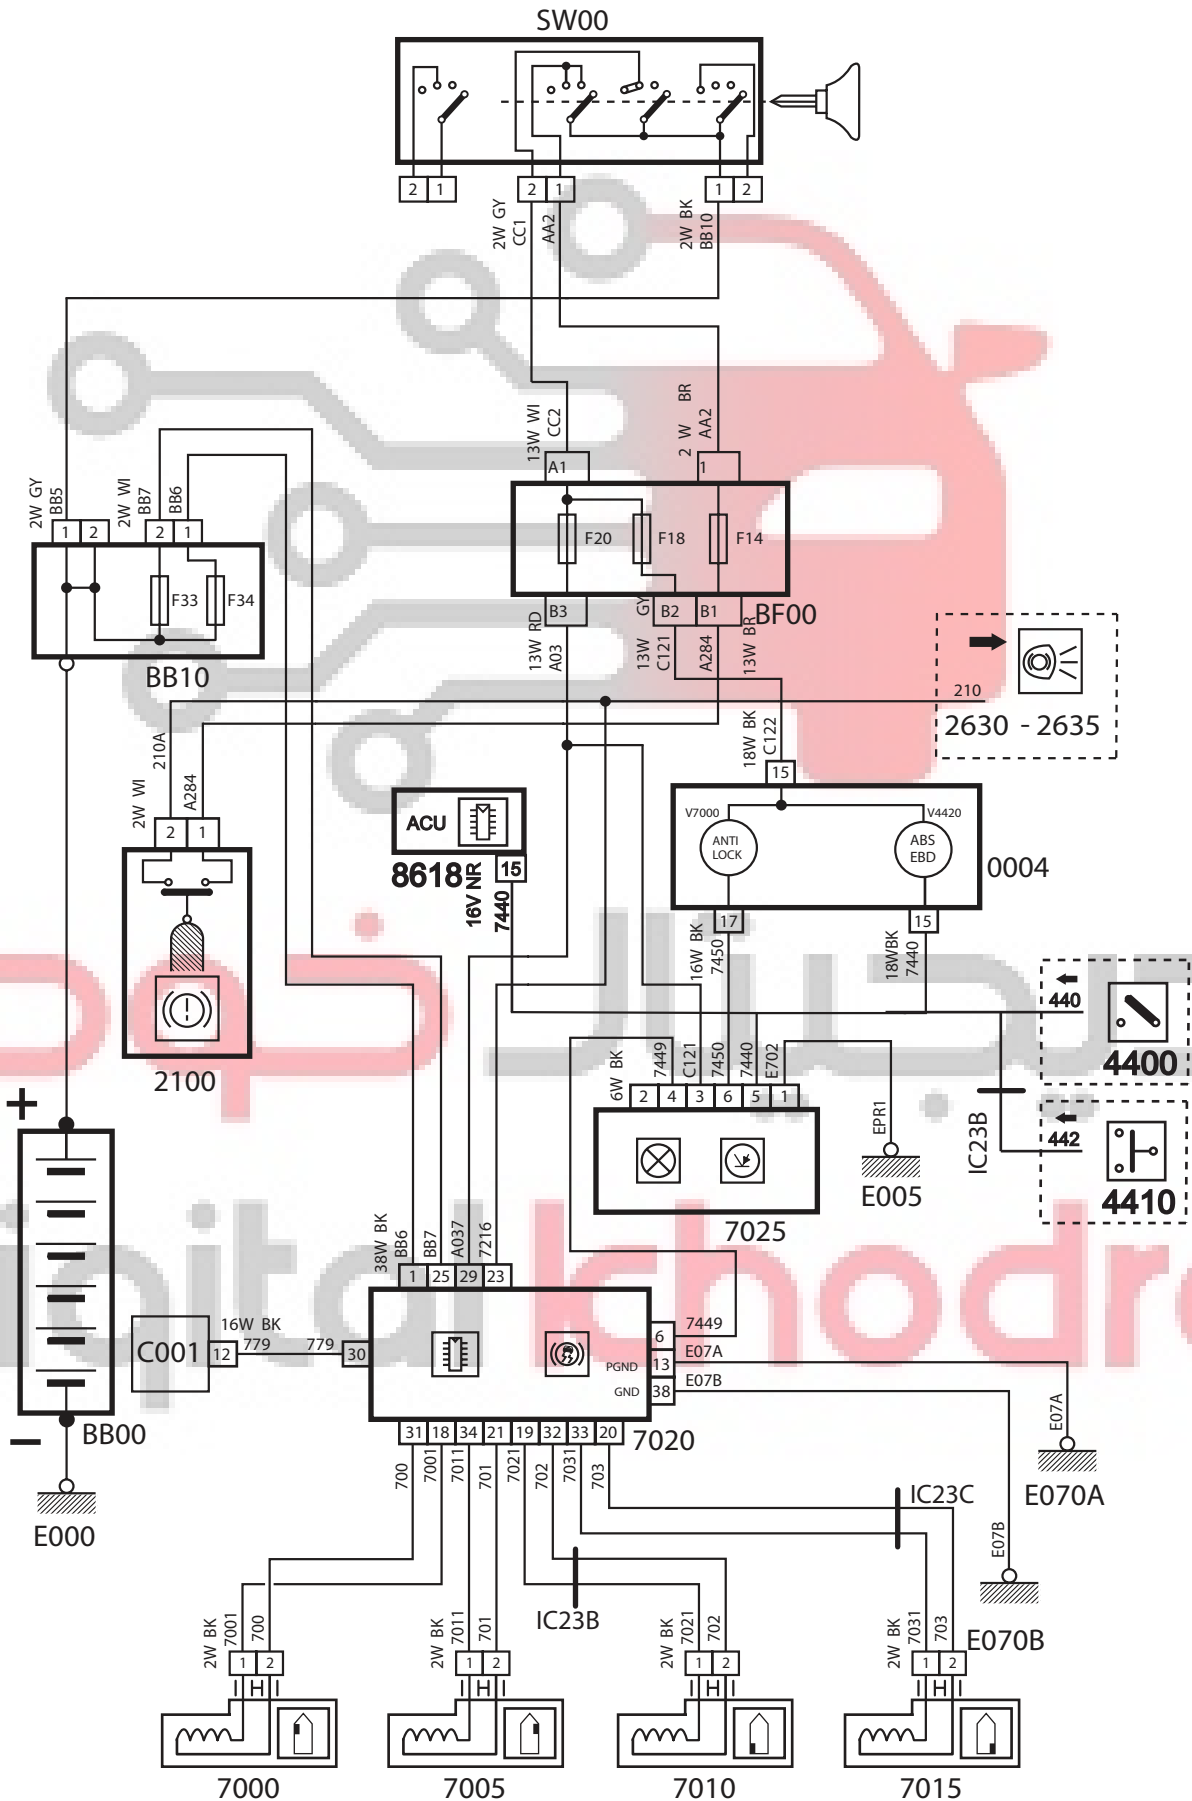 SW00
2 1
2 1
1 2
2W GY
CC1
AA2
2W BK
BB10
13W WI
CC2
2 W BR
AA2
A1
1
2W GY
BB5
2W WI
BB7
BB6
1 2
2 1
F20
F18
F14
F33
F34
B3
GY
B2
B1
BF00
BB10
13W RD
A03
13W
C121
A284
13W BR
210
2630 - 2635
210A
18W BK
C122
2W WI
A284
15
2 1
ACU
V7000
V4420
ANTI
LOCK
ABS
EBD
8618
15
0004
16V NR
7440
17
15
16W BK
7450
18WBK
7440
440
4400
2100
6W BK
7449
C121
7450
7440
E702
2 4 3 6 5 1
EPR1
IC23B
442
4410
E005
7025
+
38W BK
BB6
BB7
A037
7216
1 25 29 23
16W BK
C001
12
779
779
30
6
7449
E07A
PGND
13
E07B
GND
38
−
BB00
31 18 34 21 19 32 33 20
7020
700
7001
7011
701
7021
702
7031
703
E07A
IC23C
E070A
E000
E07B
IC23B
E070B
2W BK
7001
700
2W BK
7011
701
2W BK
7021
702
2W BK
7031
703
1 2
1 2
1 2
1 2
7000
7005
7010
7015